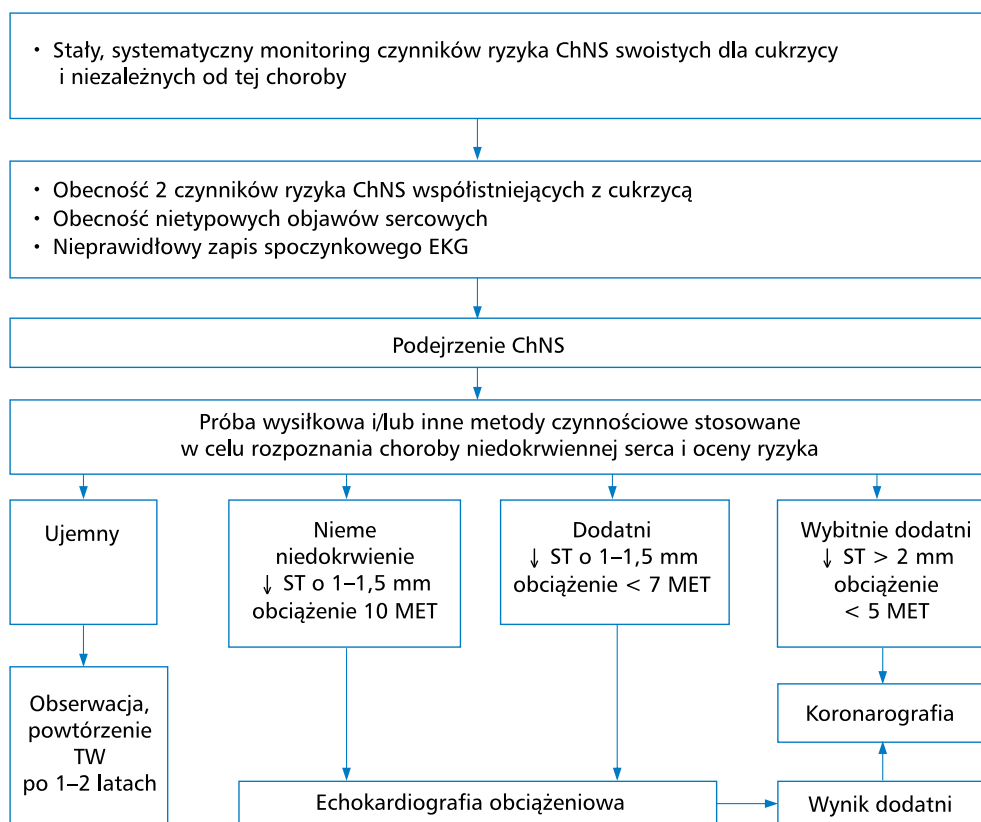 • Stały, systematyczny monitoring czynników ryzyka ChNS swoistych dla cukrzycy
i niezależnych od tej choroby
• Obecność 2 czynników ryzyka ChNS współistniejących z cukrzycą
• Obecność nietypowych objawów sercowych
• Nieprawidłowy zapis spoczynkowego EKG
Podejrzenie ChNS
Próba wysiłkowa i/lub inne metody czynnościowe stosowane
w celu rozpoznania choroby niedokrwiennej serca i oceny ryzyka
Ujemny
Nieme
niedokrwienie
↓ ST o 1–1,5 mm
obciążenie 10 MET
Dodatni
↓ ST o 1–1,5 mm
obciążenie < 7 MET
Wybitnie dodatni
↓ ST > 2 mm
obciążenie
< 5 MET
Obserwacja,
powtórzenie
TW
po 1–2 latach
Koronarografia
Echokardiografia obciążeniowa
Wynik dodatni